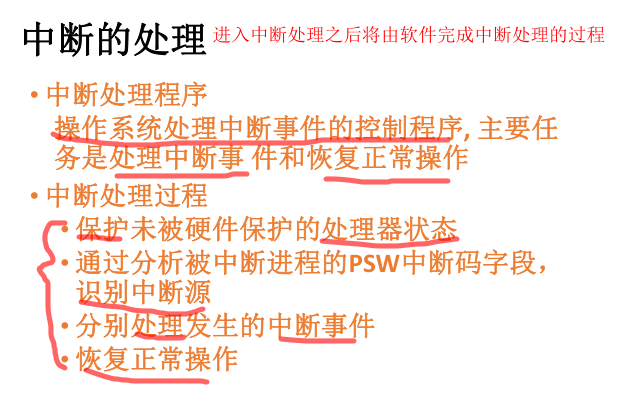 中断的处理 进入中断处理之后将由软件完成中断处理的过程
• 中断处理程序
操作系统处理中断事件的控制程序, 主要任
务是处理中断事 件和恢复正常操作
• 中断处理过程
• 保护未被硬件保护的处理器状态
• 通过分析被中断进程的PSW中断码字段，
识别中断源
• 分别处理发生的中断事件
• 恢复正常操作